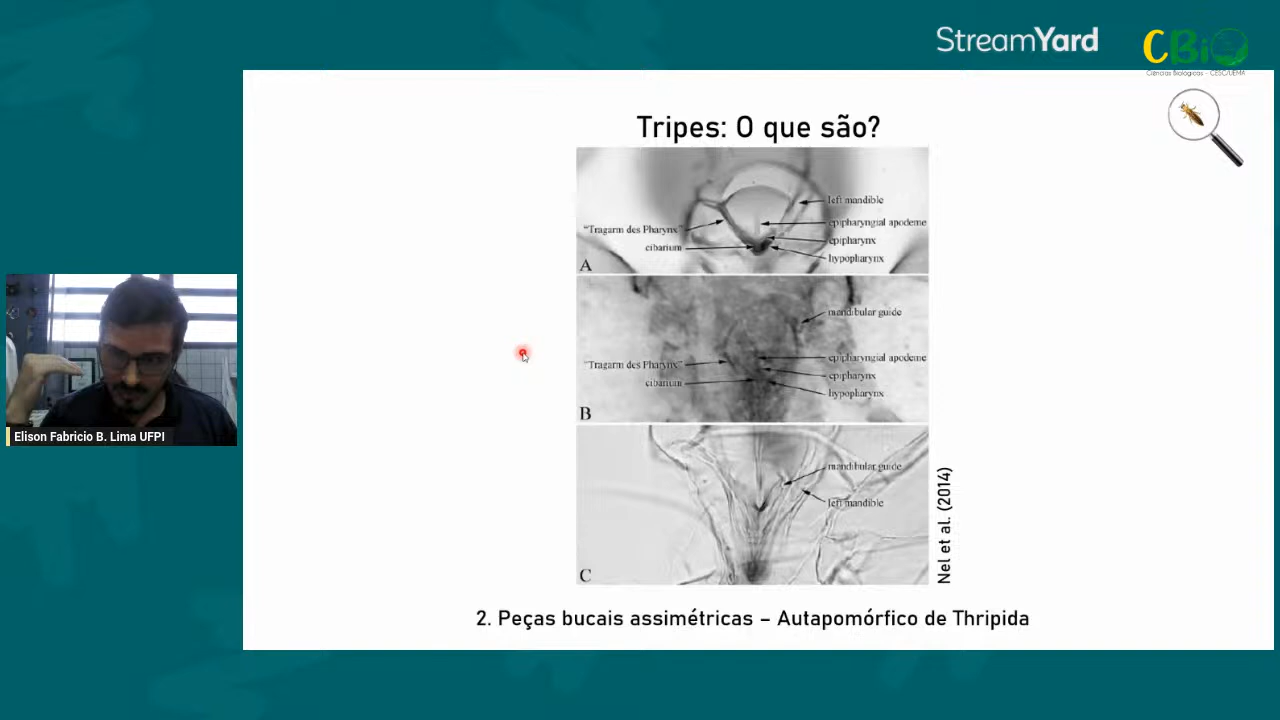 StreamYard
CBiO
Ciências Biológicas - CESC/UEMA
Tripes: O que são?
left mandible
epipharyngial apodeme
"Tragarm des Pharynx"
epipharynx
cibarium
hypopharynx
A
mandibular guide
epipharyngial apodeme
"Tragarm des Pharynx"
epipharynx
cibarium
hypopharynx
B
mandibular guide
left mandible
C
Nel et al. (2014)
Elison Fabricio B. Lima UFPI
2. Peças bucais assimétricas – Autapomórfico de Thripida